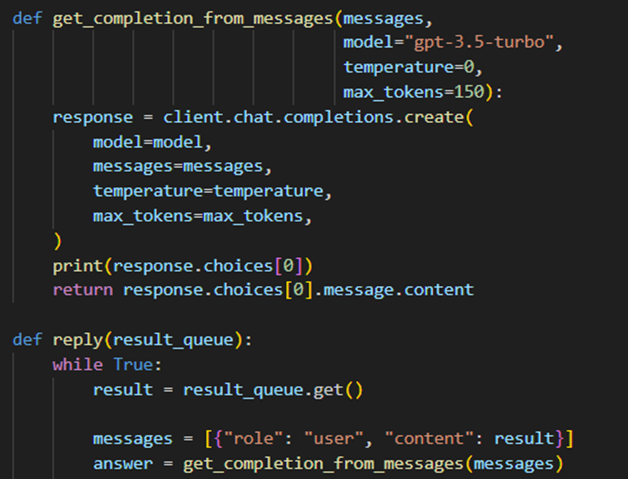 def get_completion_from_messages(messages,
                                 model="gpt-3.5-turbo",
                                 temperature=0,
                                 max_tokens=150):
    response = client.chat.completions.create(
        model=model,
        messages=messages,
        temperature=temperature,
        max_tokens=max_tokens,
    )
    print(response.choices[0])
    return response.choices[0].message.content

def reply(result_queue):
    while True:
        result = result_queue.get()

        messages = [{"role": "user", "content": result}]
        answer = get_completion_from_messages(messages)